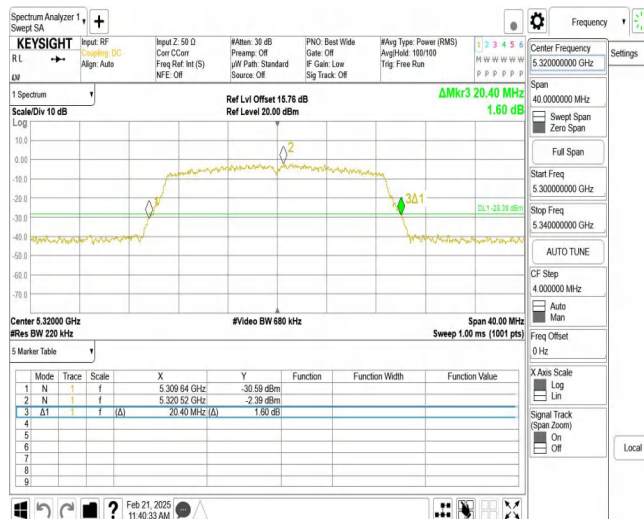 Spectrum Analyzer 1
Swept SA
Frequency
KEYSIGHT
RL
Input: RF
Coupling: DC
Align: Auto
Input Z: 50 Ω
Corr CCorr
Freq Ref: Int (S)
NFE: Off
#Atten: 30 dB
Preamp: Off
µW Path: Standard
Source: Off
PNO: Best Wide
Gate: Off
IF Gain: Low
Sig Track: Off
#Avg Type: Power (RMS)
Avg|Hold: 100/100
Trig: Free Run
1 2 3 4 5 6
M W W W W W
P P P P P P
LXI
1 Spectrum
Scale/Div 10 dB
Ref Lvl Offset 15.76 dB
Ref Level 20.00 dBm
ΔMkr3 20.40 MHz
1.60 dB
Log
10.0
0.00
-10.0
-20.0
-30.0
-40.0
-50.0
-60.0
-70.0
1
2
3Δ1
DL1 -28.39 dBm
Center 5.32000 GHz
#Res BW 220 kHz
#Video BW 680 kHz
Span 40.00 MHz
Sweep 1.00 ms (1001 pts)
5 Marker Table
Mode Trace Scale X Y Function Function Width Function Value
1 N 1 f 5.309 64 GHz -30.59 dBm
2 N 1 f 5.320 52 GHz -2.39 dBm
3 Δ1 1 f (Δ) 20.40 MHz (Δ) 1.60 dB
4
5
6
7
8
9
Feb 21, 2025
11:40:33 AM
Center Frequency
5.320000000 GHz
Settings
Span
40.0000000 MHz
Swept Span
Zero Span
Full Span
Start Freq
5.300000000 GHz
Stop Freq
5.340000000 GHz
AUTO TUNE
CF Step
4.000000 MHz
Auto
Man
Freq Offset
0 Hz
X Axis Scale
Log
Lin
Signal Track
(Span Zoom)
On
Off
Local